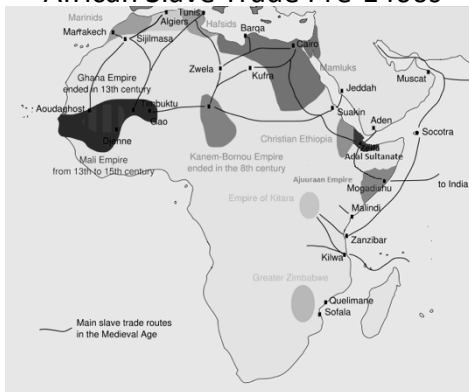 African Slave Trade Pre-1400s
Marinids
Tunis
Algiers
Hafsids
Marrakech
Barqa
Sijilmasa
Cairo
Zwela
Mamluks
Kufra
Muscat
Ghana Empire
ended in 13th century
Jeddah
Aoudaghost
Timbuktu
Suakin
Gao
Aden
Socotra
Dienne
Christian Ethiopia
Zeila
Adal Sultanate
Mali Empire
from 13th to 15th century
Kanem-Bornou Empire
ended in the 8th century
Ajuuraan Empire
Mogadishu
to India
Empire of Kitara
Malindi
Zanzibar
Kilwa
Greater Zimbabwe
Quelimane
Sofala
Main slave trade routes
in the Medieval Age